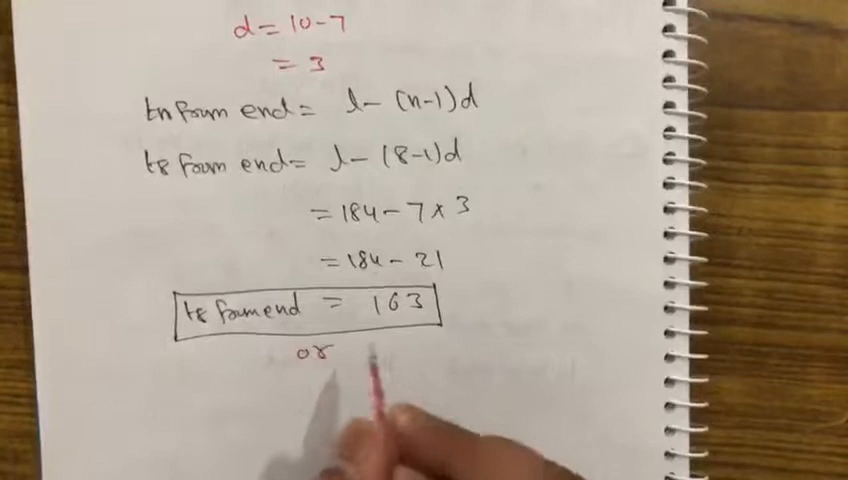 d = 10 - 7
= 3
tn from end = l - (n-1)d
t8 from end = l - (8-1)d
= 184 - 7 x 3
= 184 - 21
t8 from end = 163
or